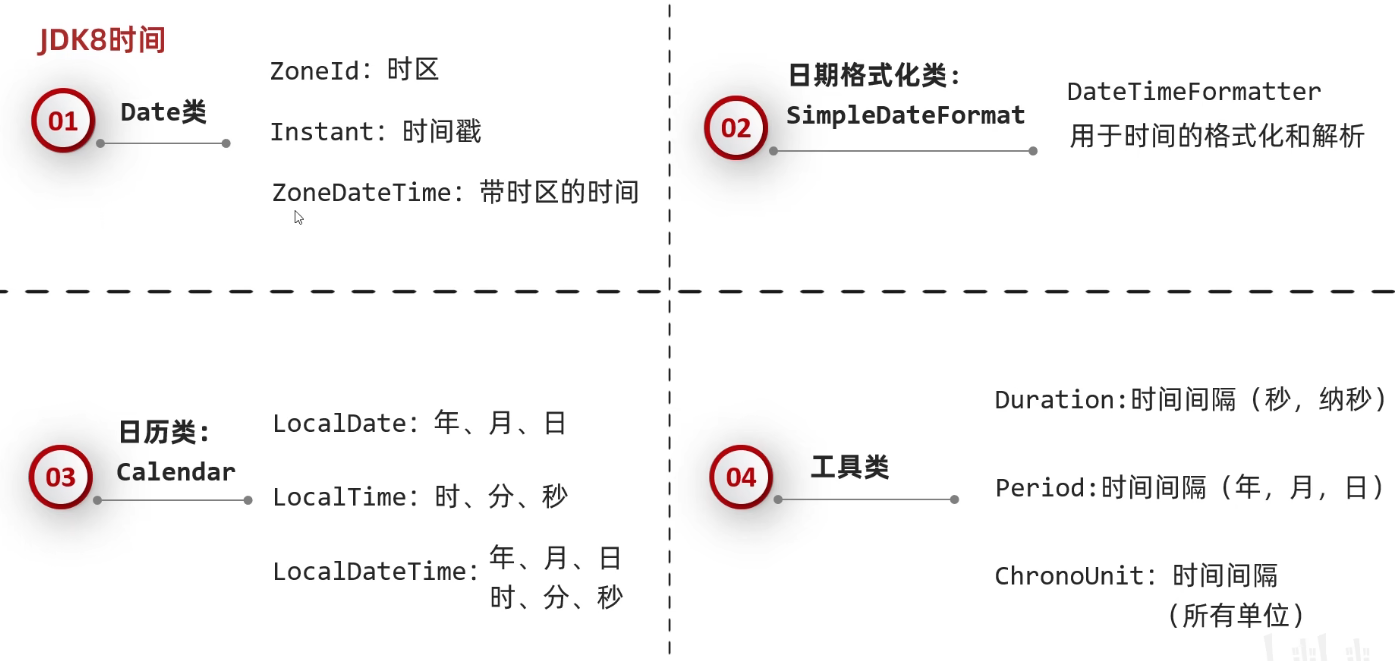 JDK8时间
01
Date类
ZoneId：时区
Instant：时间戳
ZoneDateTime：带时区的时间
02
日期格式化类：
SimpleDateFormat
DateTimeFormatter
用于时间的格式化和解析
03
日历类：
Calendar
LocalDate：年、月、日
LocalTime：时、分、秒
LocalDateTime：年、月、日
时、分、秒
04
工具类
Duration:时间间隔（秒，纳秒）
Period:时间间隔（年，月，日）
ChronoUnit：时间间隔
（所有单位）